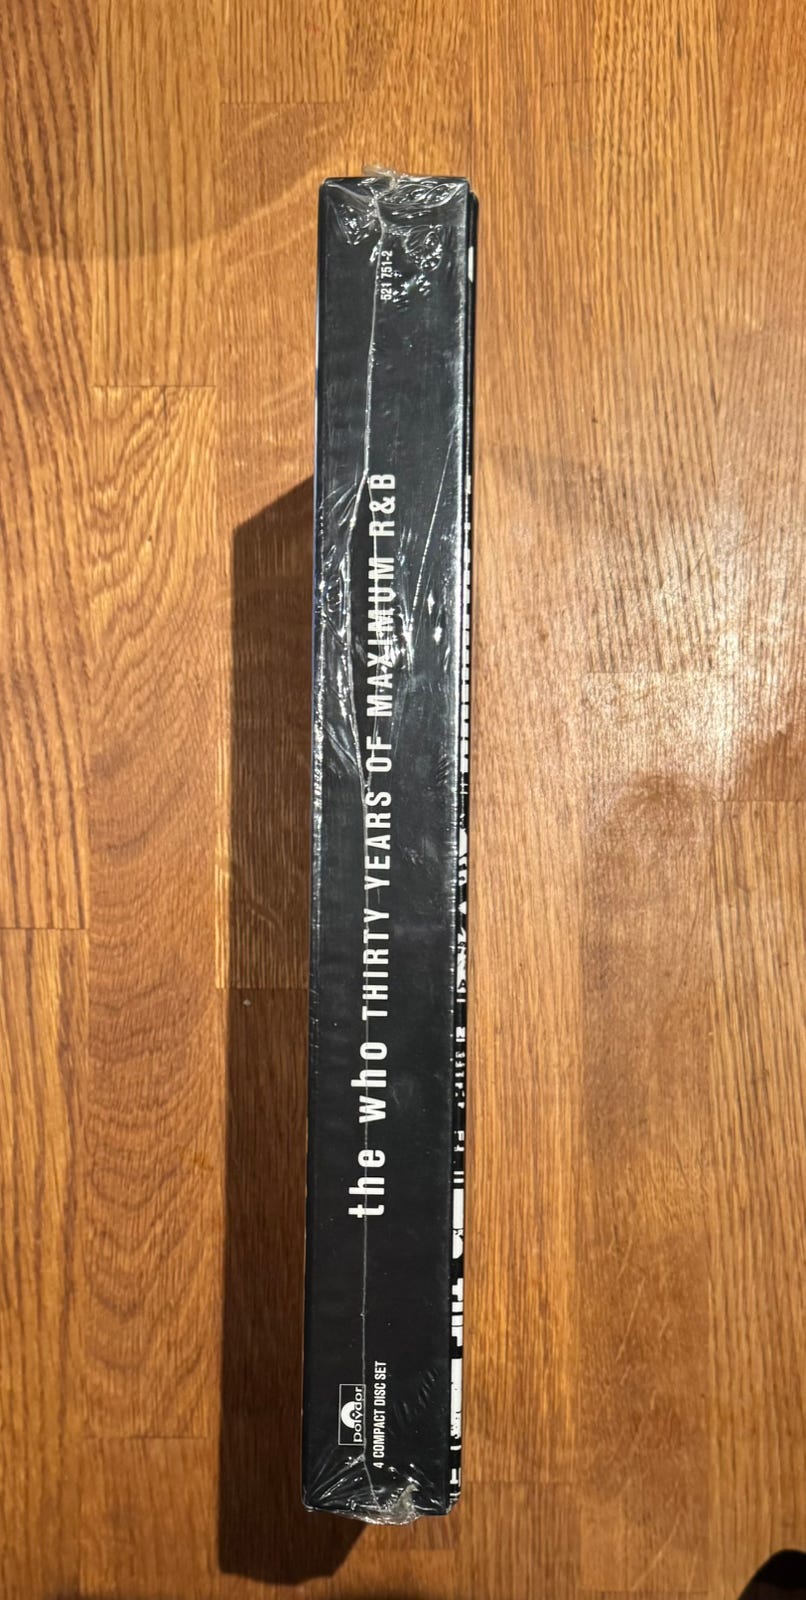 the who THIRTY YEARS OF MAXIMUM R&B
521 751-2
polydor
4 COMPACT DISC SET